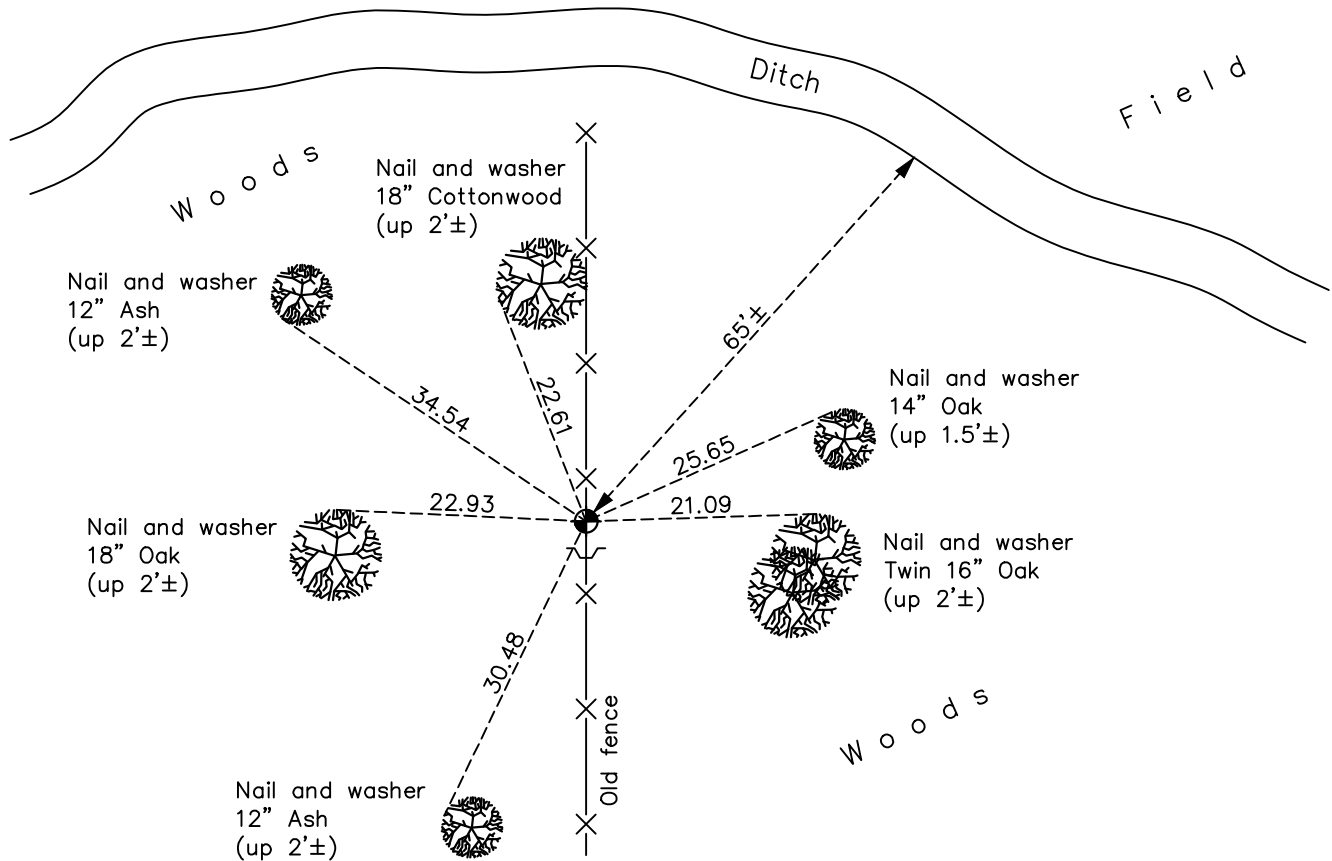 Ditch
Field
Woods
Nail and washer
18” Cottonwood
(up 2'±)
Nail and washer
12” Ash
(up 2'±)
65'±
34.54
22.61
Nail and washer
14” Oak
(up 1.5'±)
25.65
22.93
21.09
Nail and washer
18” Oak
(up 2'±)
Nail and washer
Twin 16” Oak
(up 2'±)
30.48
Old fence
Woods
Nail and washer
12” Ash
(up 2'±)